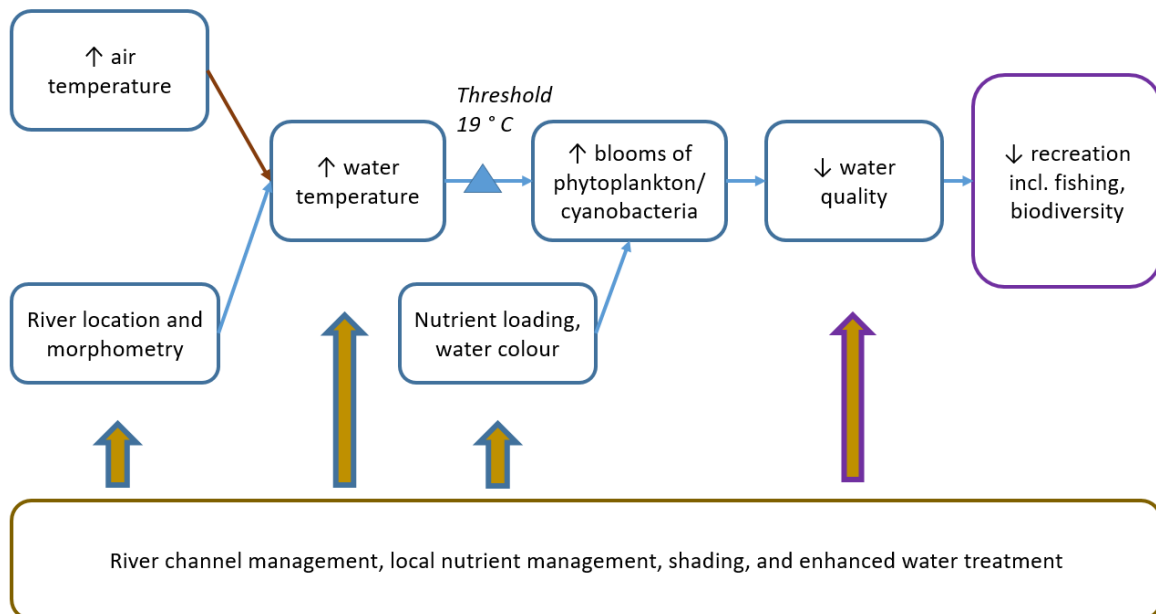 ↑ air
temperature
Threshold
19 ° C
↑ water
temperature
↑ blooms of
phytoplankton/
cyanobacteria
↓ water
quality
↓ recreation
incl. fishing,
biodiversity
River location and
morphometry
Nutrient loading,
water colour
River channel management, local nutrient management, shading, and enhanced water treatment